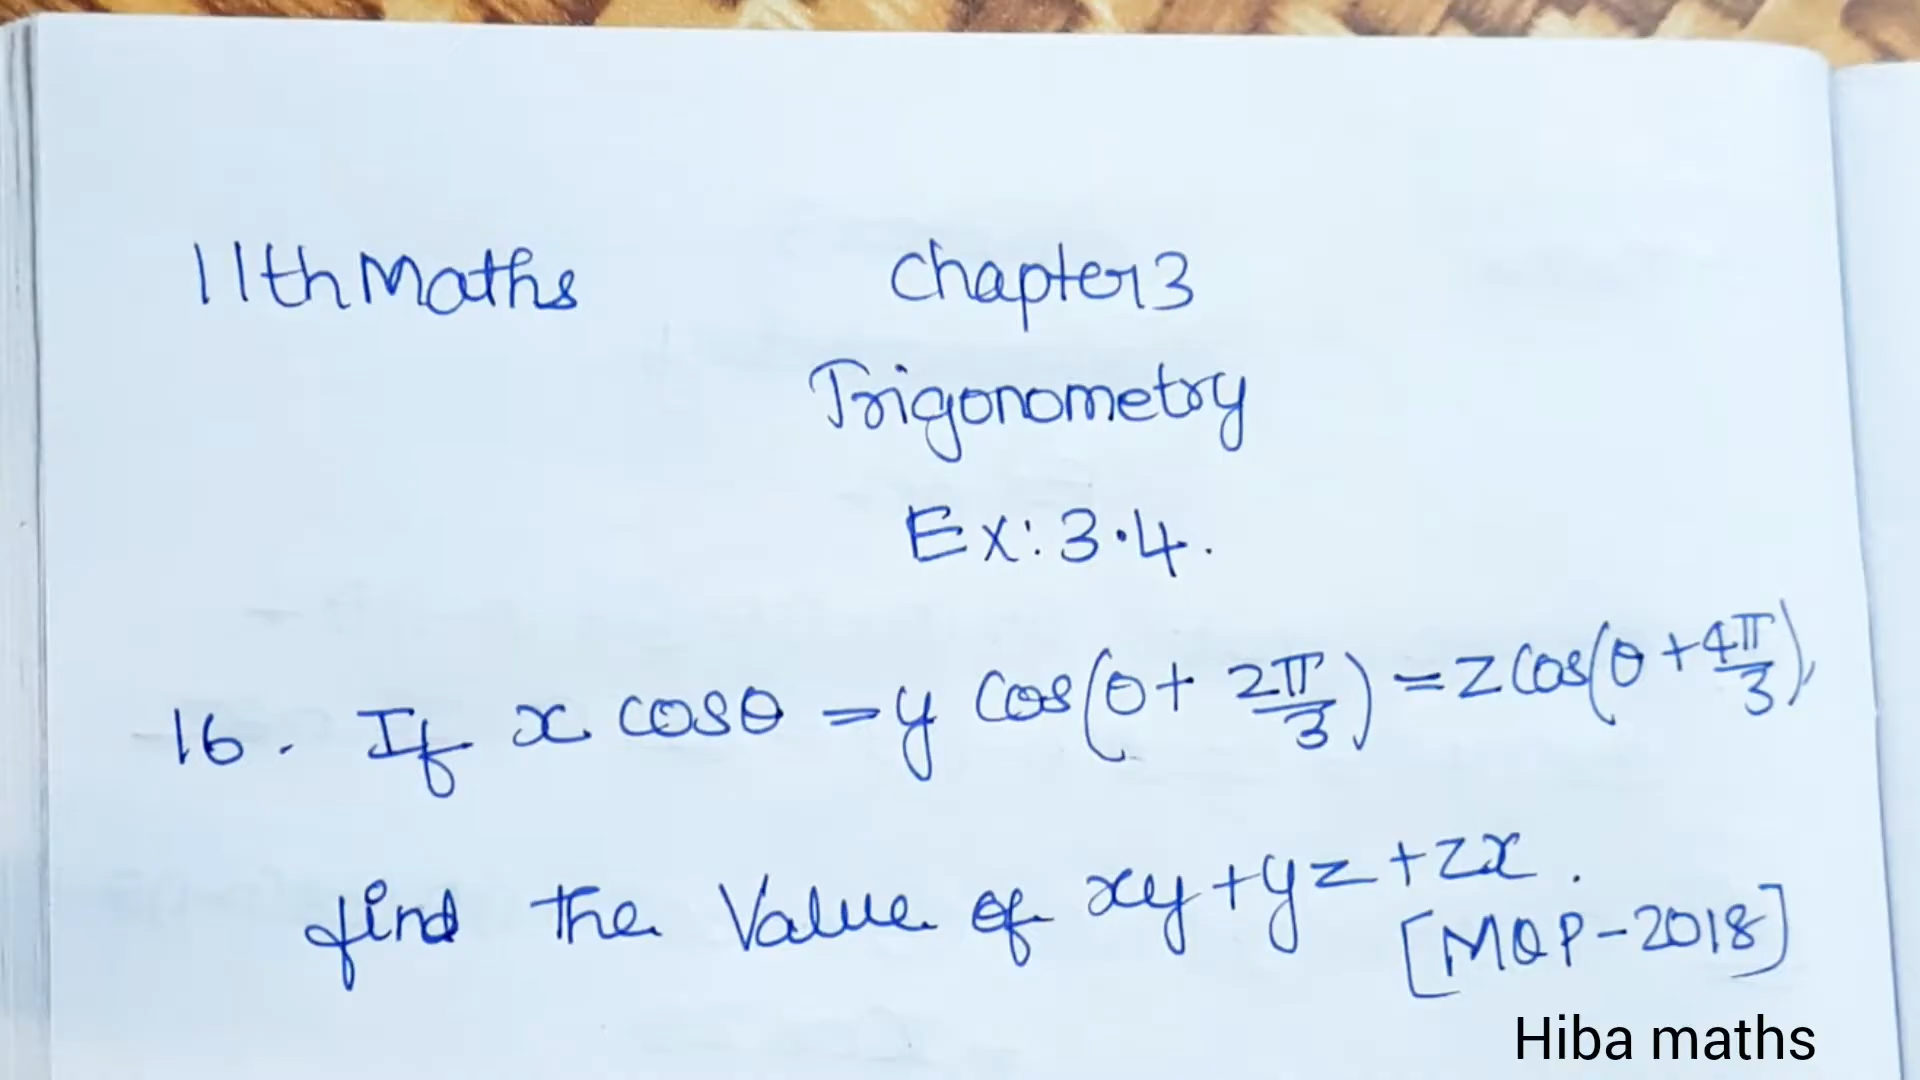 11th Maths Chapter 3
Trigonometry
Ex: 3.4.
16. If x cosθ = y cos(θ + 2π/3) = z cos(θ + 4π/3),
find the Value of xy + yz + zx.
[MQP-2018]
Hiba maths